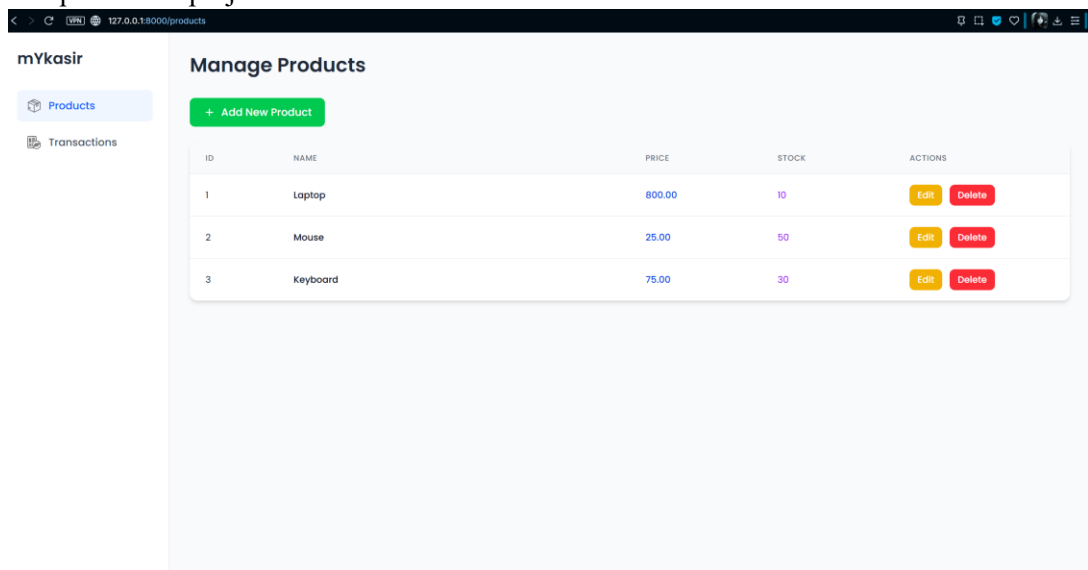 VPN 127.0.0.1:8000/products
mYkasir
Manage Products
Products
+ Add New Product
Transactions
ID NAME PRICE STOCK ACTIONS
1 Laptop 800.00 10 Edit Delete
2 Mouse 25.00 50 Edit Delete
3 Keyboard 75.00 30 Edit Delete